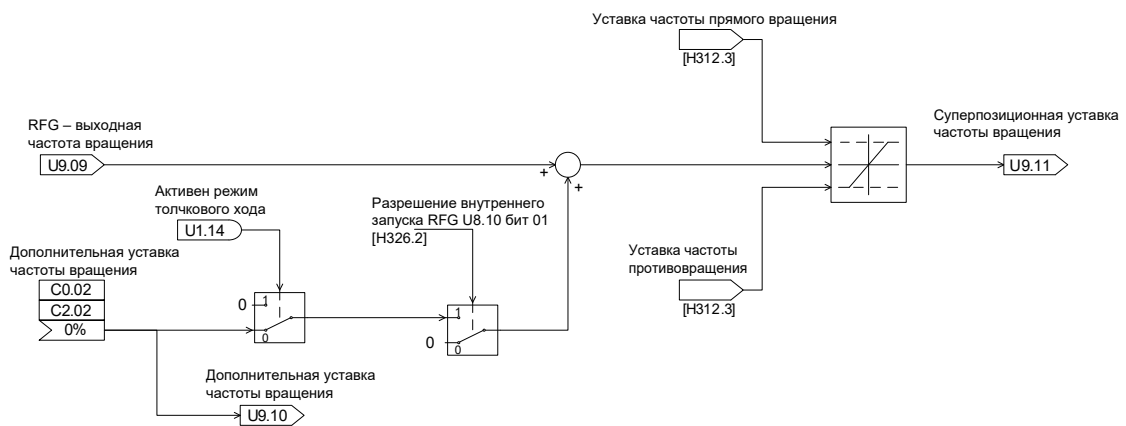 Уставка частоты прямого вращения
[H312.3]
RFG – выходная
частота вращения
U9.09
Суперпозиционная уставка
частоты вращения
U9.11
+
+
Активен режим
толчкового хода
U1.14
Разрешение внутреннего
запуска RFG U8.10 бит 01
[H326.2]
Уставка частоты
противовращения
[H312.3]
Дополнительная уставка
частоты вращения
C0.02
C2.02
0%
0
1
0
1
0
0
Дополнительная уставка
частоты вращения
U9.10